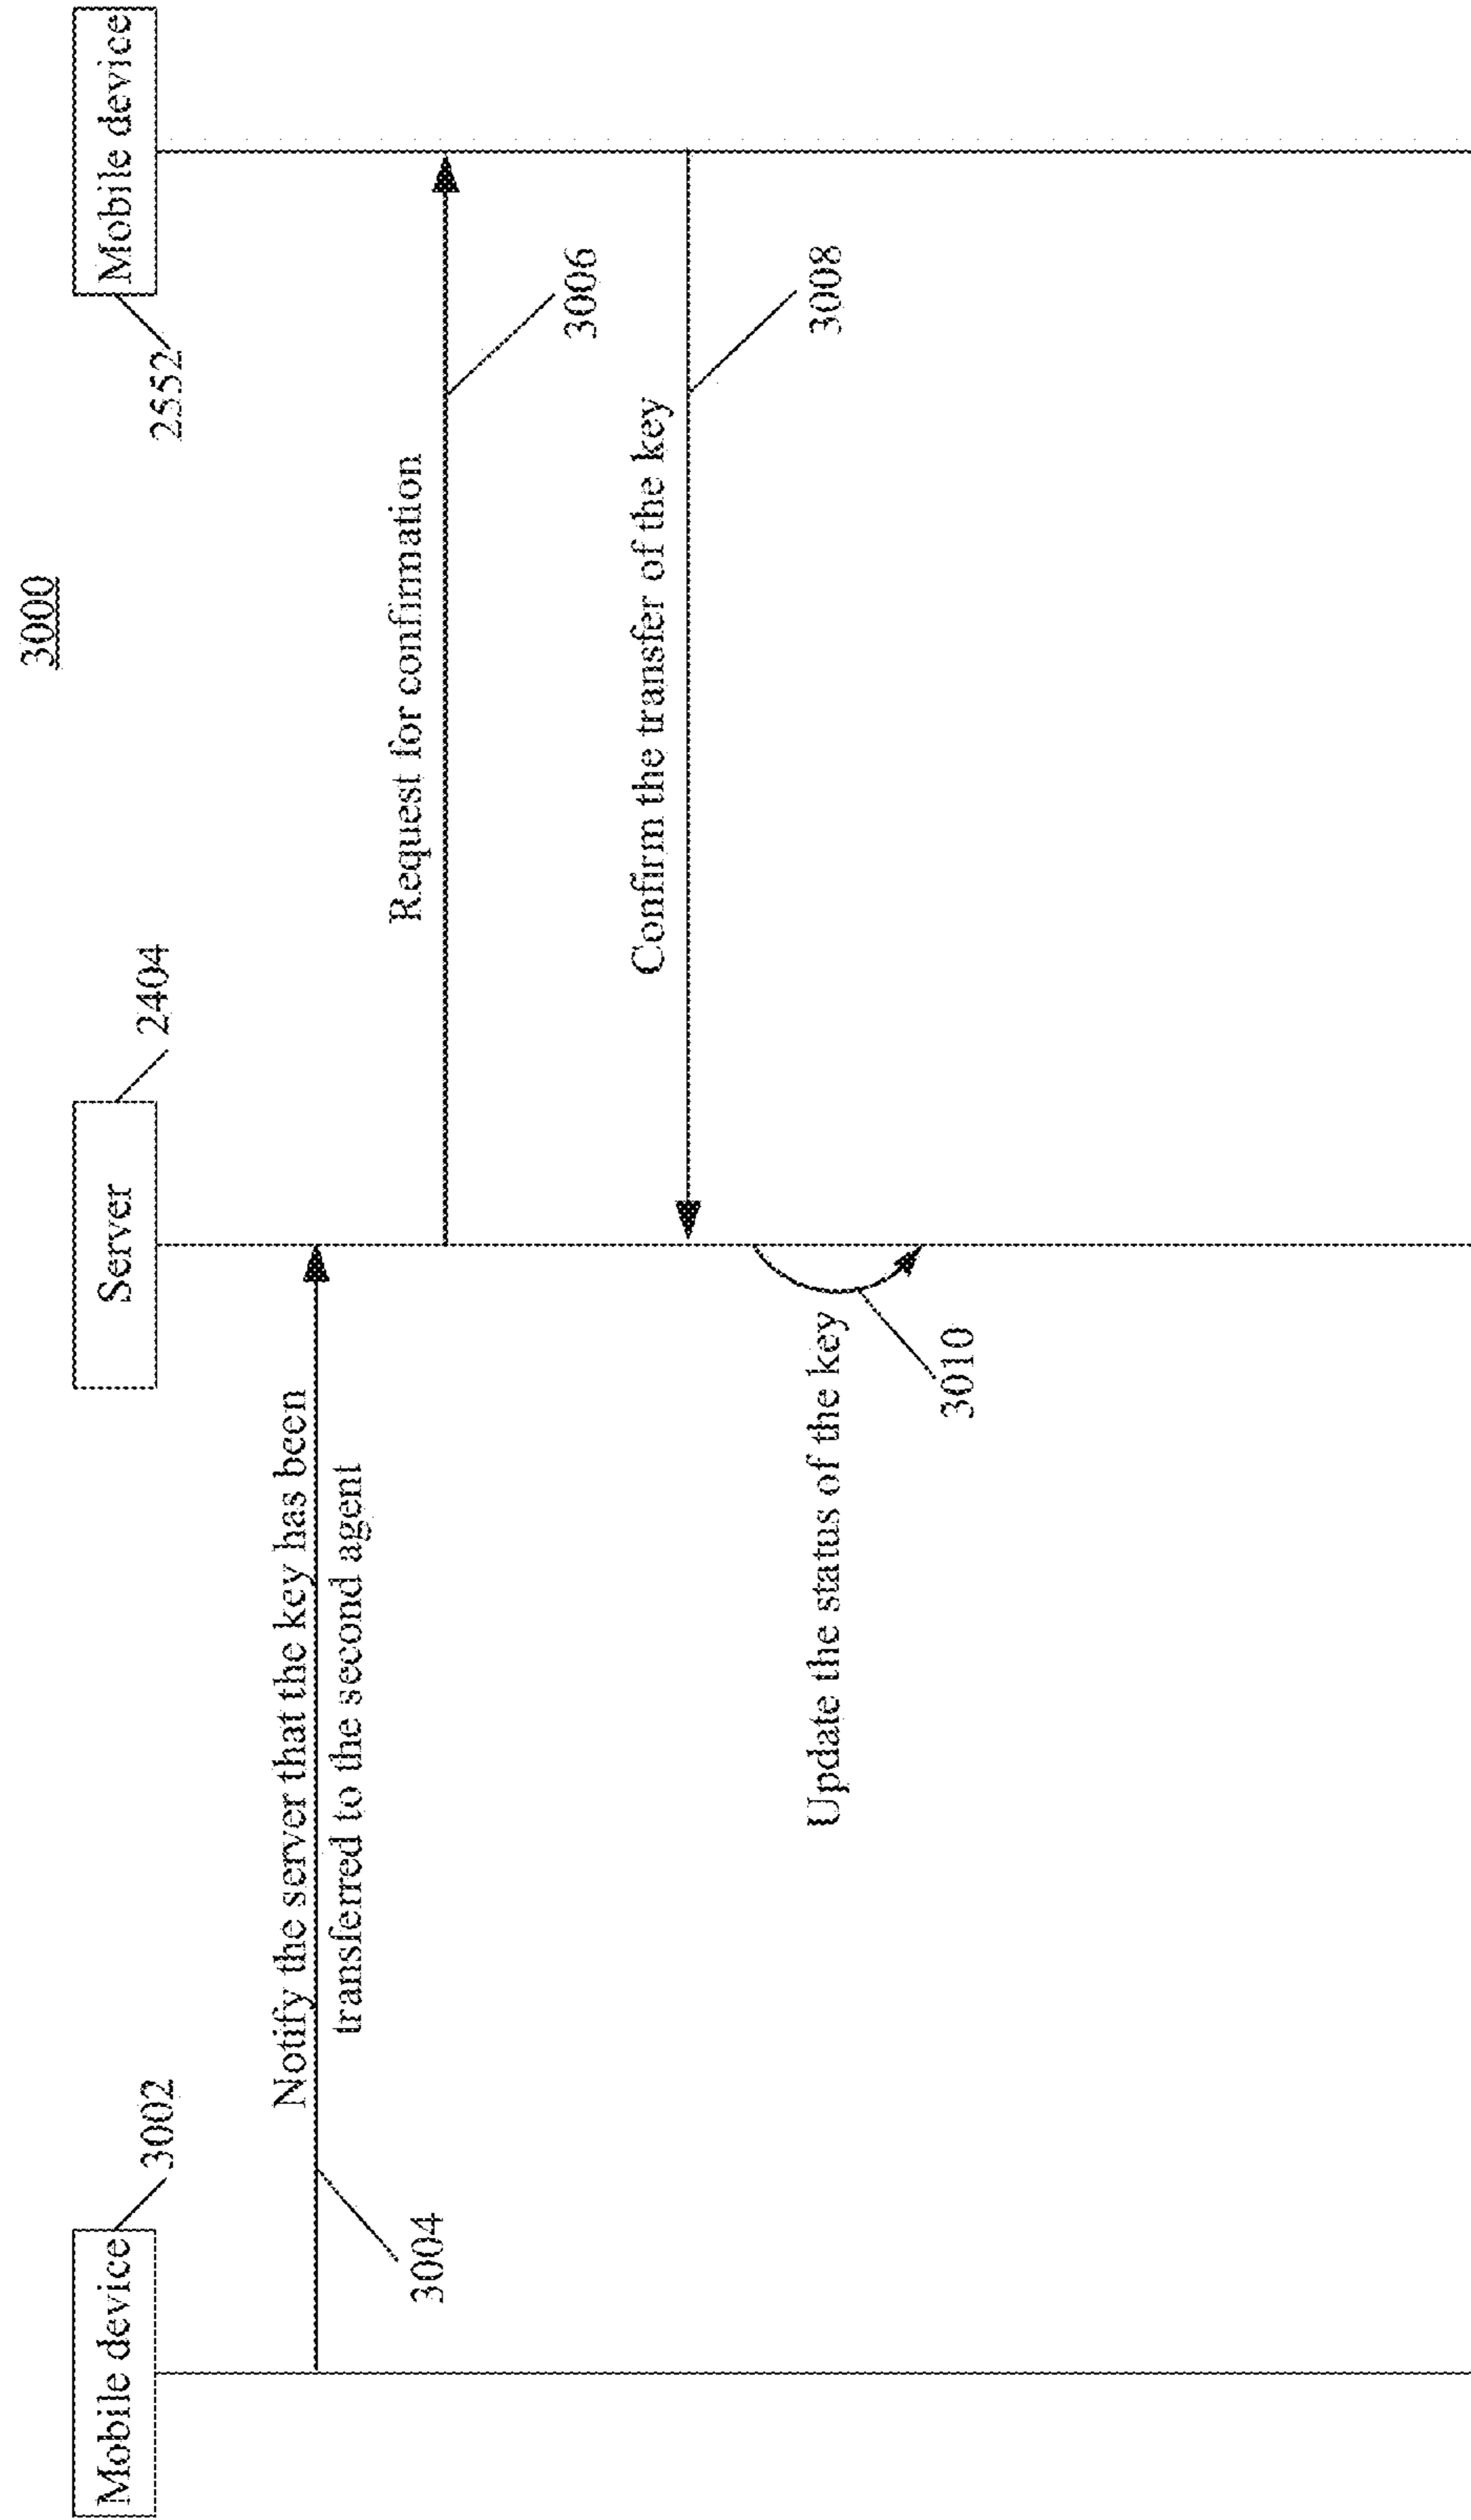 3000
Mobile device
3002
Server
2404
Mobile device
2552
Notify the server that the key has been
transferred to the second agent
3004
Request for confirmation
3006
Confirm the transfer of the key
3008
Update the status of the key
3010